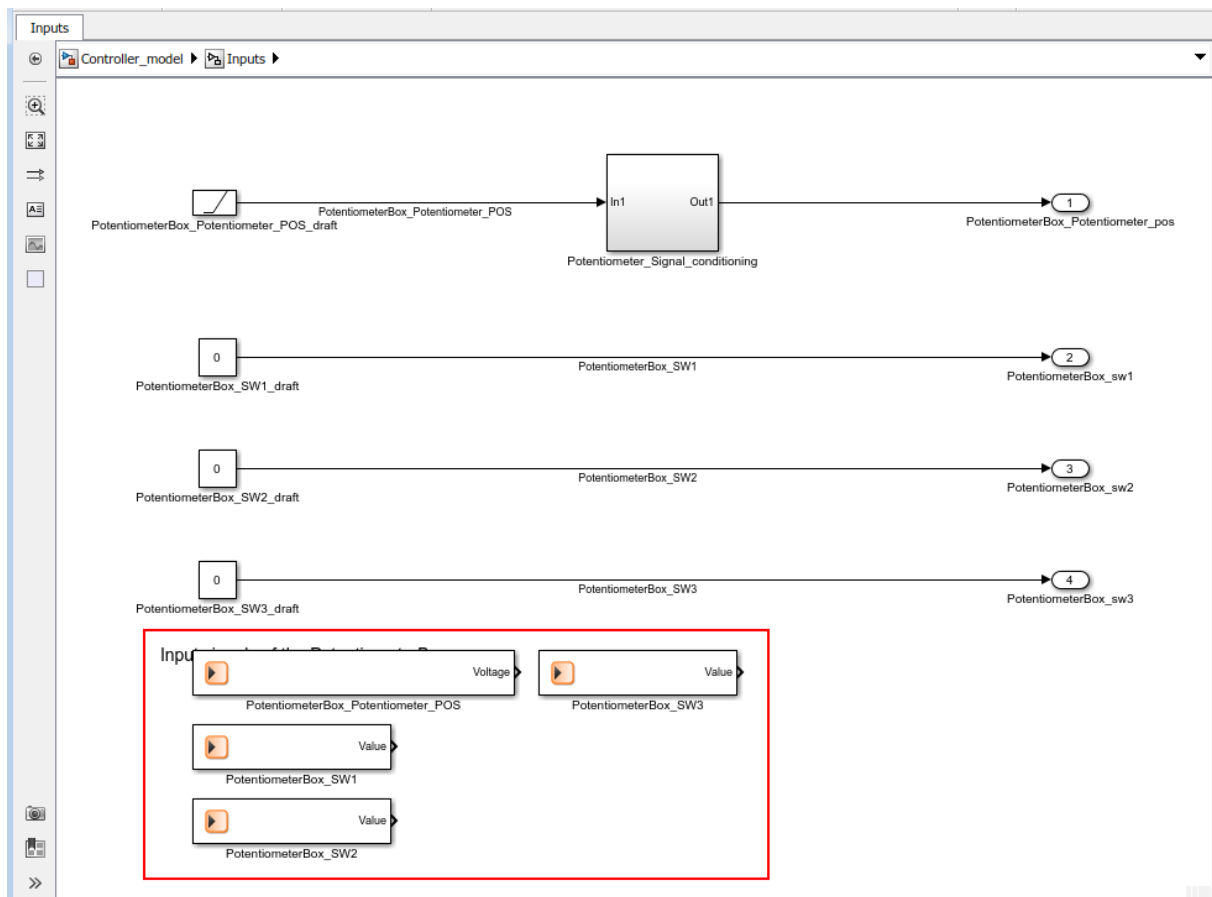 Inputs
Controller_model Inputs
In1 Out1
1
PotentiometerBox_Potentiometer_POS
PotentiometerBox_Potentiometer_POS_draft
PotentiometerBox_Potentiometer_pos
Potentiometer_Signal_conditioning
0
2
PotentiometerBox_SW1
PotentiometerBox_SW1_draft
PotentiometerBox_sw1
0
3
PotentiometerBox_SW2
PotentiometerBox_SW2_draft
PotentiometerBox_sw2
0
4
PotentiometerBox_SW3
PotentiometerBox_SW3_draft
PotentiometerBox_sw3
Voltage
Value
PotentiometerBox_Potentiometer_POS
PotentiometerBox_SW3
Value
PotentiometerBox_SW1
Value
PotentiometerBox_SW2